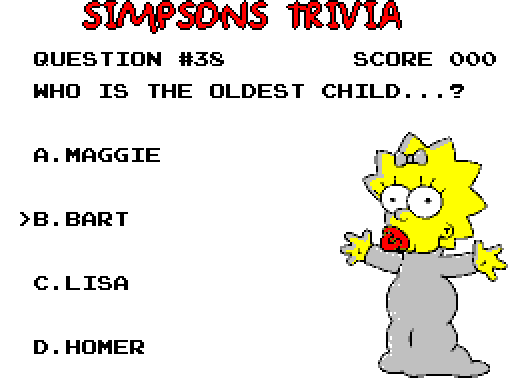 SIMPSONS TRIVIA
QUESTION #38 SCORE 000
WHO IS THE OLDEST CHILD...?
A.MAGGIE
>B.BART
C.LISA
D.HOMER